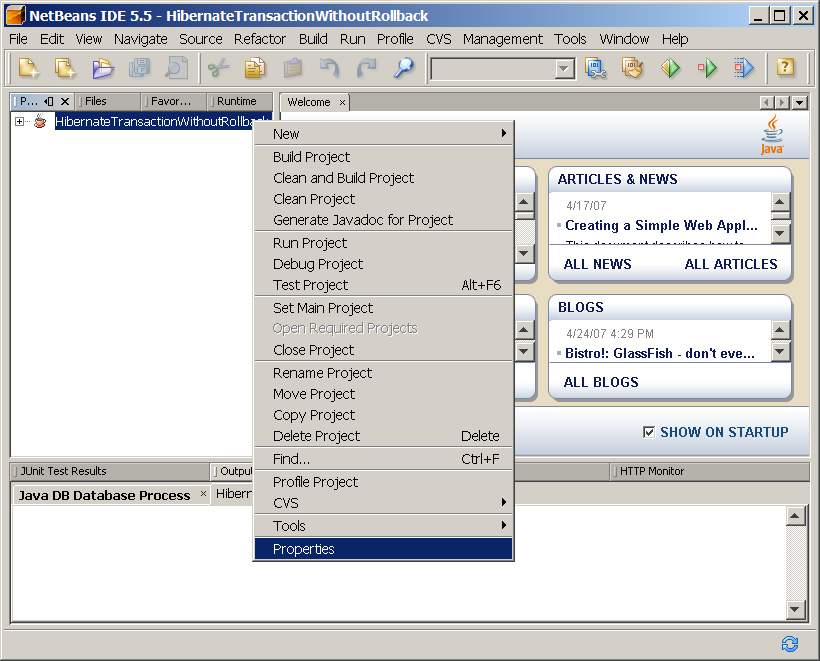 NetBeans IDE 5.5 - HibernateTransactionWithoutRollback
File Edit View Navigate Source Refactor Build Run Profile CVS Management Tools Window Help
P... Files Favor... Runtime Welcome
HibernateTransactionWithoutRollback
New
Build Project
Clean and Build Project
Clean Project
Generate Javadoc for Project
Run Project
Debug Project
Test Project Alt+F6
Set Main Project
Open Required Projects
Close Project
Rename Project
Move Project
Copy Project
Delete Project Delete
Find... Ctrl+F
Profile Project
CVS
Tools
Properties
Java
ARTICLES & NEWS
4/17/07
Creating a Simple Web Appl...
This document describes how to
ALL NEWS ALL ARTICLES
BLOGS
4/24/07 4:29 PM
Bistro!: GlassFish - don't eve...
ALL BLOGS
SHOW ON STARTUP
JUnit Test Results Output HTTP Monitor
Java DB Database Process Hibern